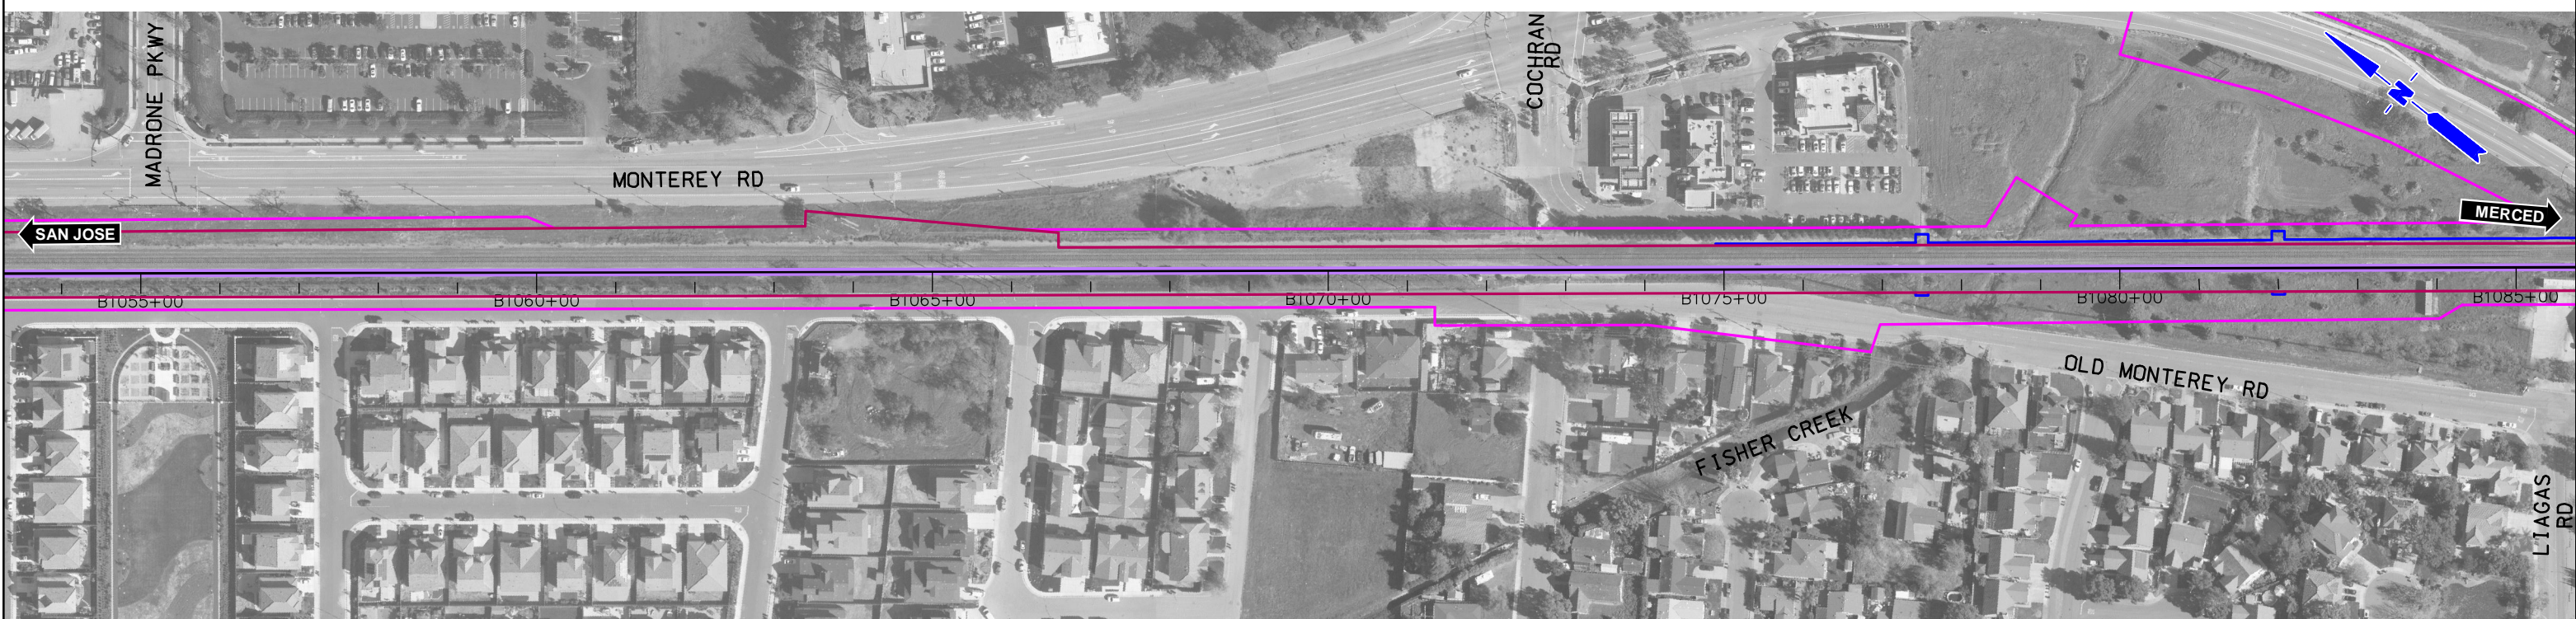 MADRONE PKWY
MONTEREY RD
COCHRAN
RD
N
SAN JOSE
MERCED
B1055+00
B1060+00
B1065+00
B1070+00
B1075+00
B1080+00
B1085+00
OLD MONTEREY RD
FISHER CREEK
LIAGAS
RD